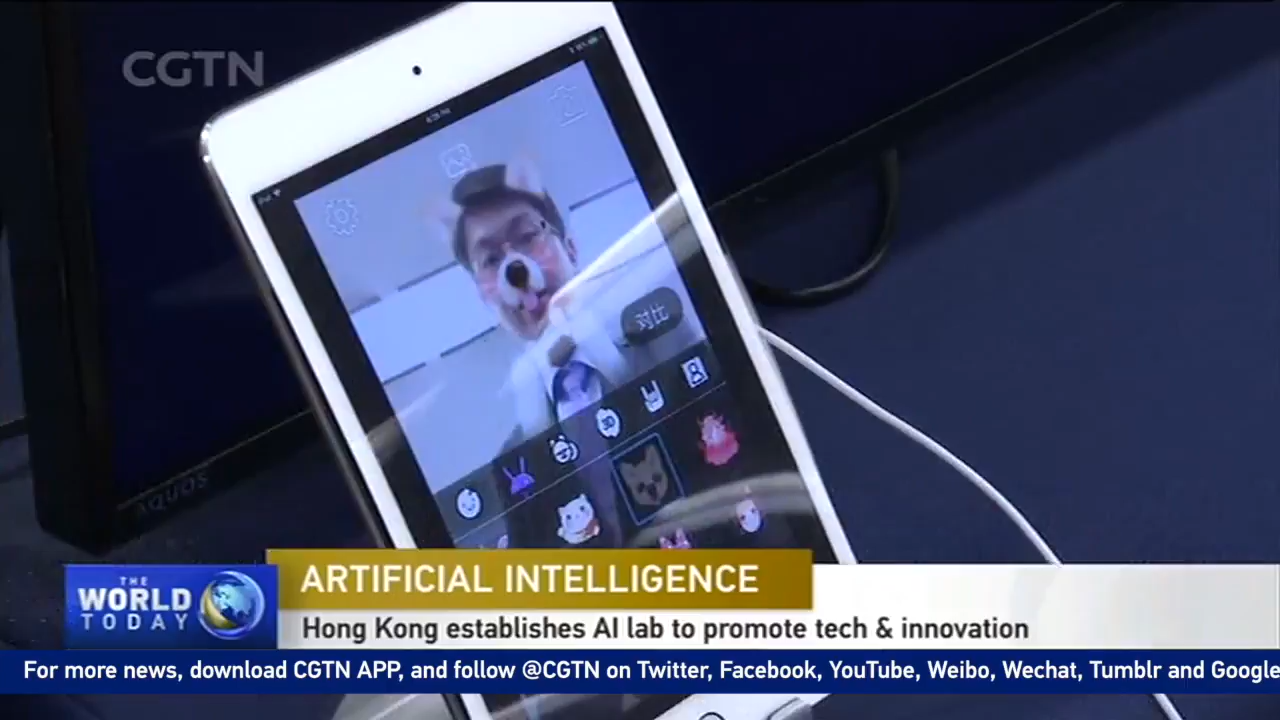 CGTN
对比
3D
AQUOS
ARTIFICIAL INTELLIGENCE
THE
WORLD
TODAY
Hong Kong establishes AI lab to promote tech & innovation
For more news, download CGTN APP, and follow @CGTN on Twitter, Facebook, YouTube, Weibo, Wechat, Tumblr and Google